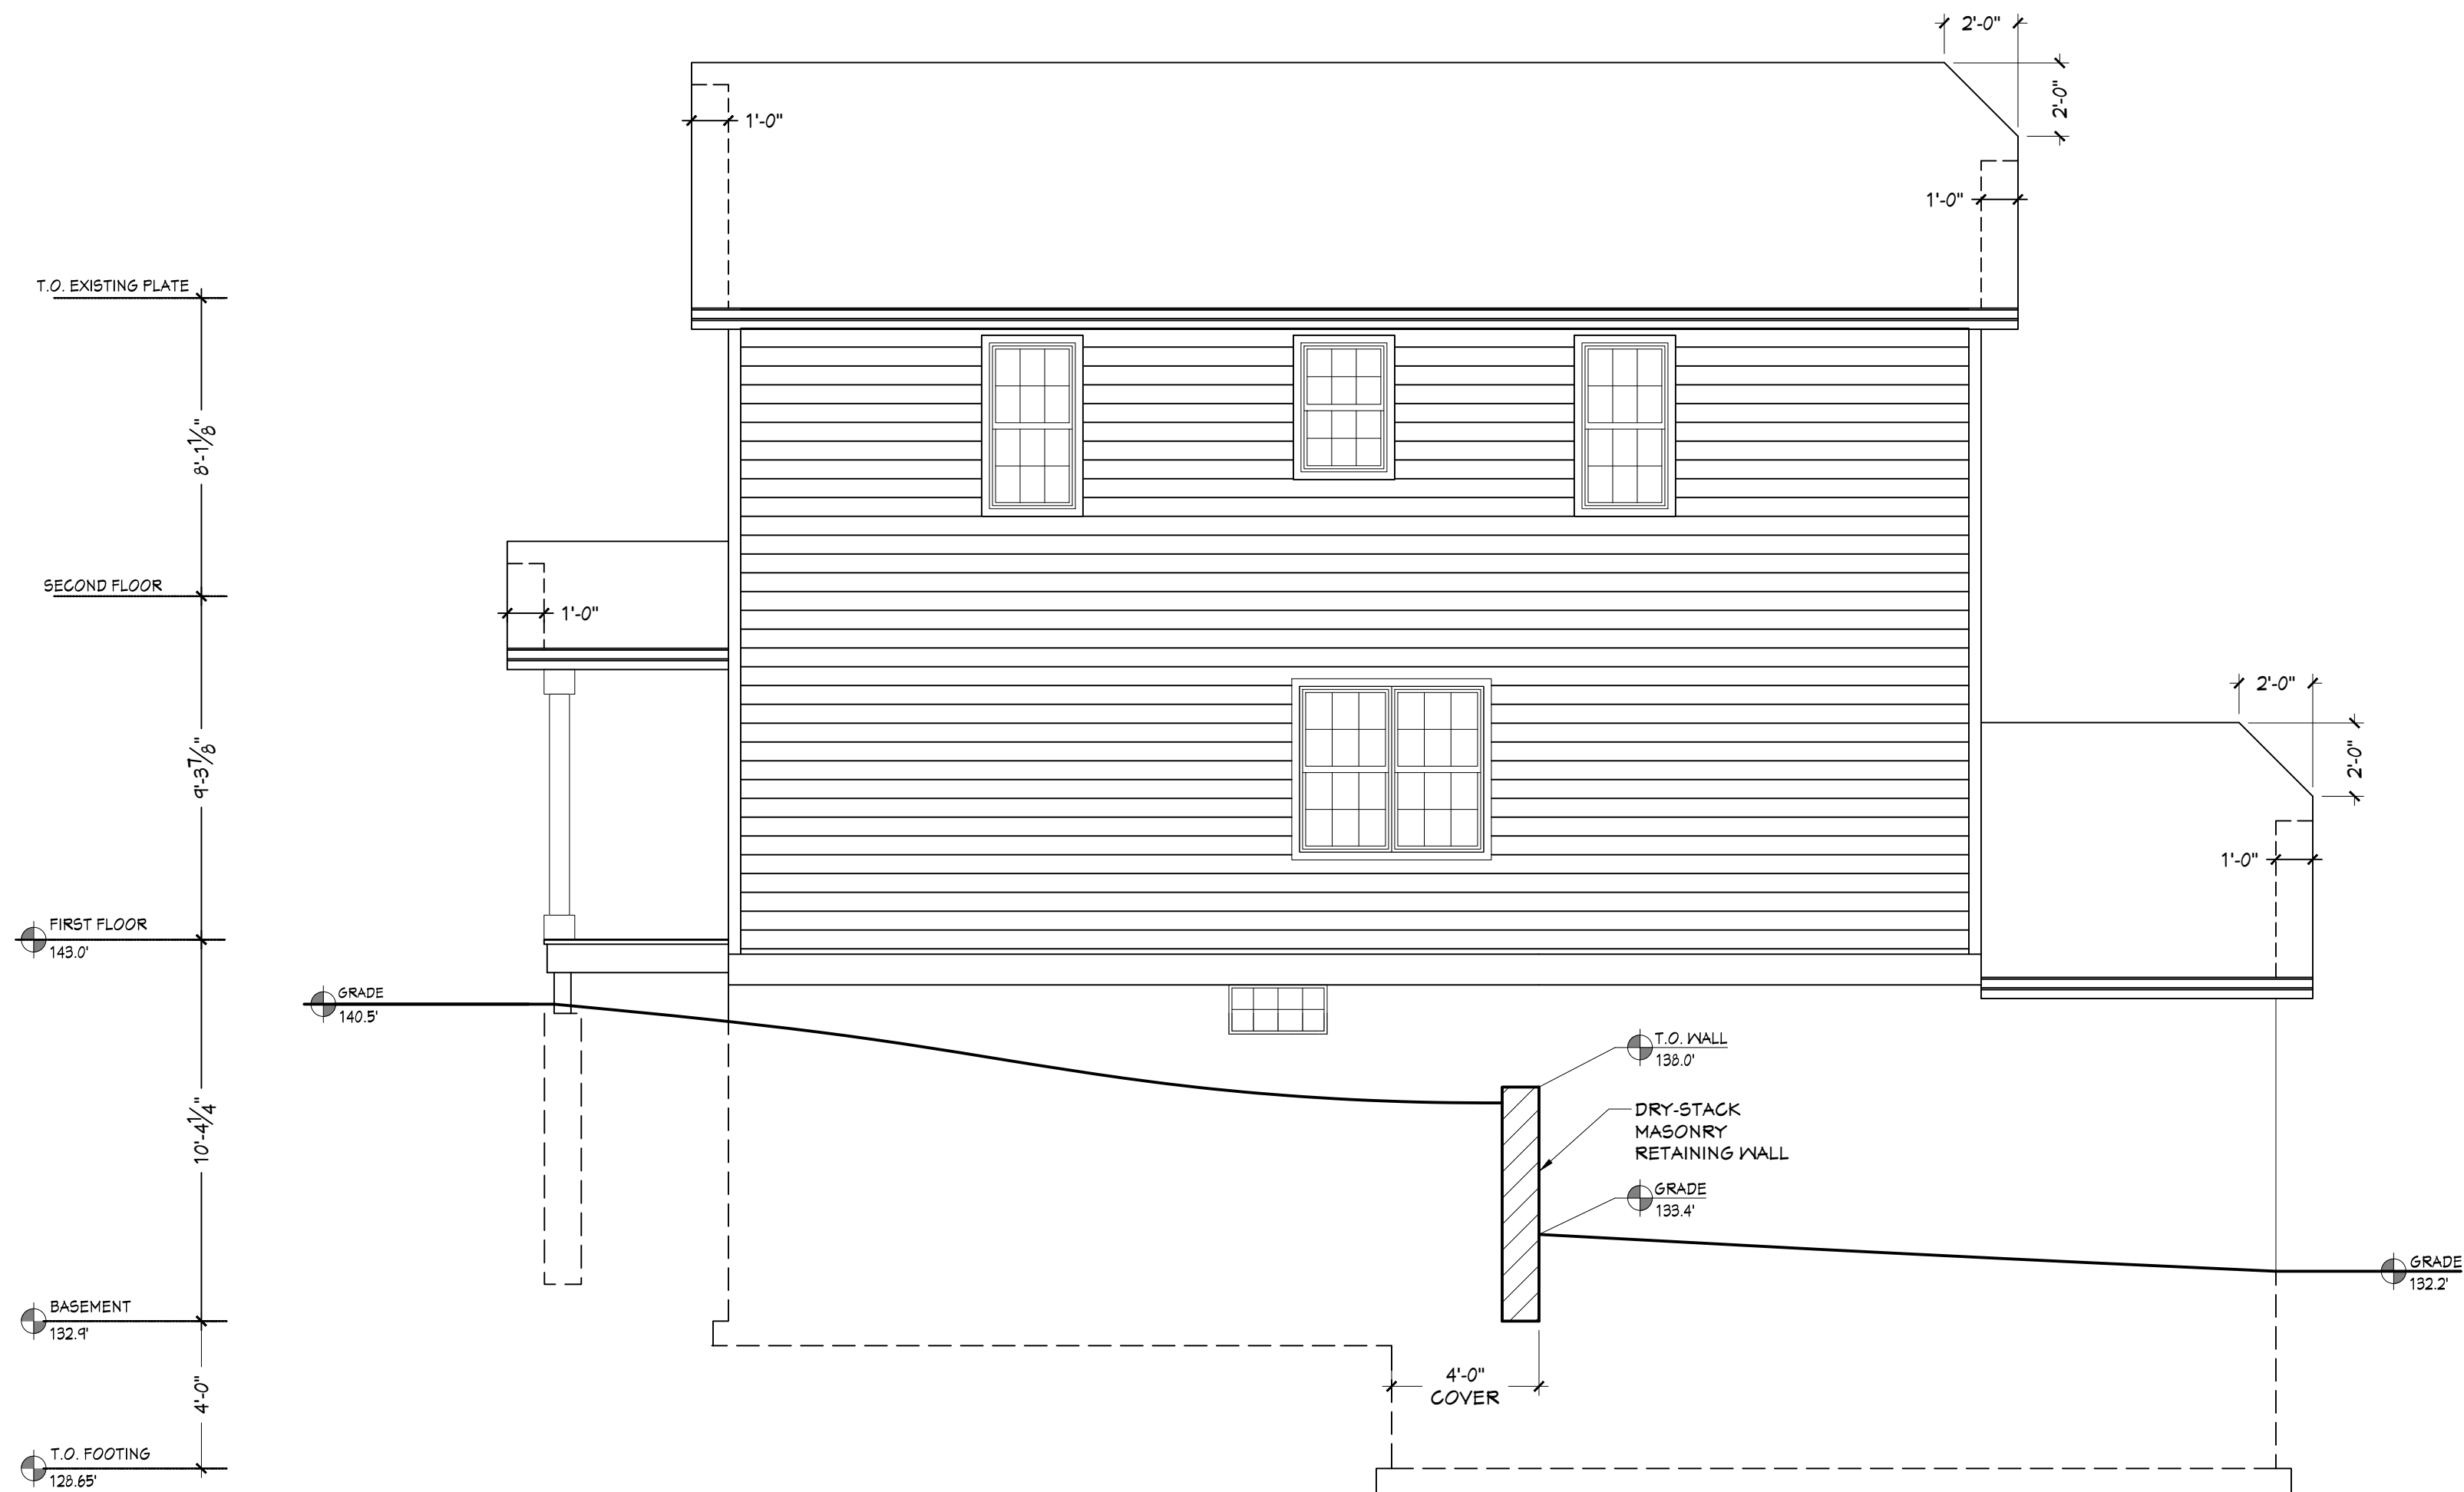 2'-0"
2'-0"
1'-0"
1'-0"
T.O. EXISTING PLATE
8'-1⅛"
SECOND FLOOR
1'-0"
9'-3⅞"
2'-0"
2'-0"
1'-0"
FIRST FLOOR
143.0'
GRADE
140.5'
T.O. WALL
138.0'
DRY-STACK
MASONRY
RETAINING WALL
10'-4¼"
GRADE
133.4'
GRADE
132.2'
BASEMENT
132.9'
4'-0"
4'-0"
COVER
T.O. FOOTING
128.65'